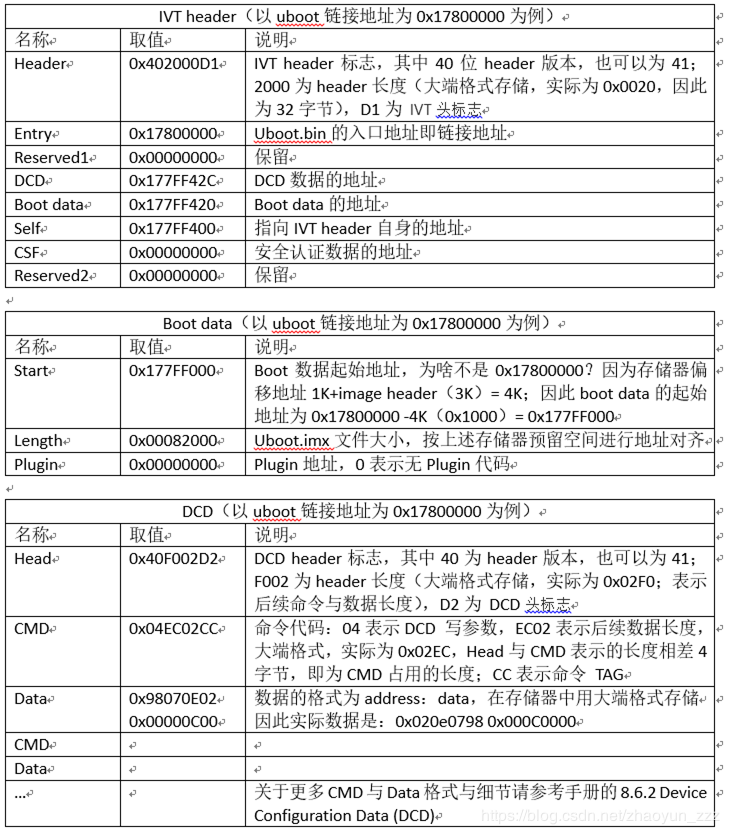 IVT header（以 uboot 链接地址为 0x17800000 为例）
名称 取值 说明
Header 0x402000D1 IVT header 标志，其中 40 位 header 版本，也可以为 41；
2000 为 header 长度（大端格式存储，实际为 0x0020，因此
为 32 字节），D1 为 IVT 头标志
Entry 0x17800000 Uboot.bin 的入口地址即链接地址
Reserved1 0x00000000 保留
DCD 0x177FF42C DCD 数据的地址
Boot data 0x177FF420 Boot data 的地址
Self 0x177FF400 指向 IVT header 自身的地址
CSF 0x00000000 安全认证数据的地址
Reserved2 0x00000000 保留
Boot data（以 uboot 链接地址为 0x17800000 为例）
名称 取值 说明
Start 0x177FF000 Boot 数据起始地址，为啥不是 0x17800000？因为存储器偏
移地址 1K+image header（3K）= 4K；因此 boot data 的起始
地址为 0x17800000 -4K（0x1000）= 0x177FF000
Length 0x00082000 Uboot.imx 文件大小，按上述存储器预留空间进行地址对齐
Plugin 0x00000000 Plugin 地址，0 表示无 Plugin 代码
DCD（以 uboot 链接地址为 0x17800000 为例）
名称 取值 说明
Head 0x40F002D2 DCD header 标志，其中 40 为 header 版本，也可以为 41；
F002 为 header 长度（大端格式存储，实际为 0x02F0；表示
后续命令与数据长度），D2 为 DCD 头标志
CMD 0x04EC02CC 命令代码：04 表示 DCD 写参数，EC02 表示后续数据长度，
大端格式，实际为 0x02EC，Head 与 CMD 表示的长度相差 4
字节，即为 CMD 占用的长度；CC 表示命令 TAG
Data 0x98070E02 数据的格式为 address：data，在存储器中用大端格式存储
0x00000C00 因此实际数据是：0x020e0798 0x000C0000
CMD
Data
... 关于更多 CMD 与 Data 格式与细节请参考手册的 8.6.2 Device
Configuration Data (DCD)
https://blog.csdn.net/zhaoyun_zzz